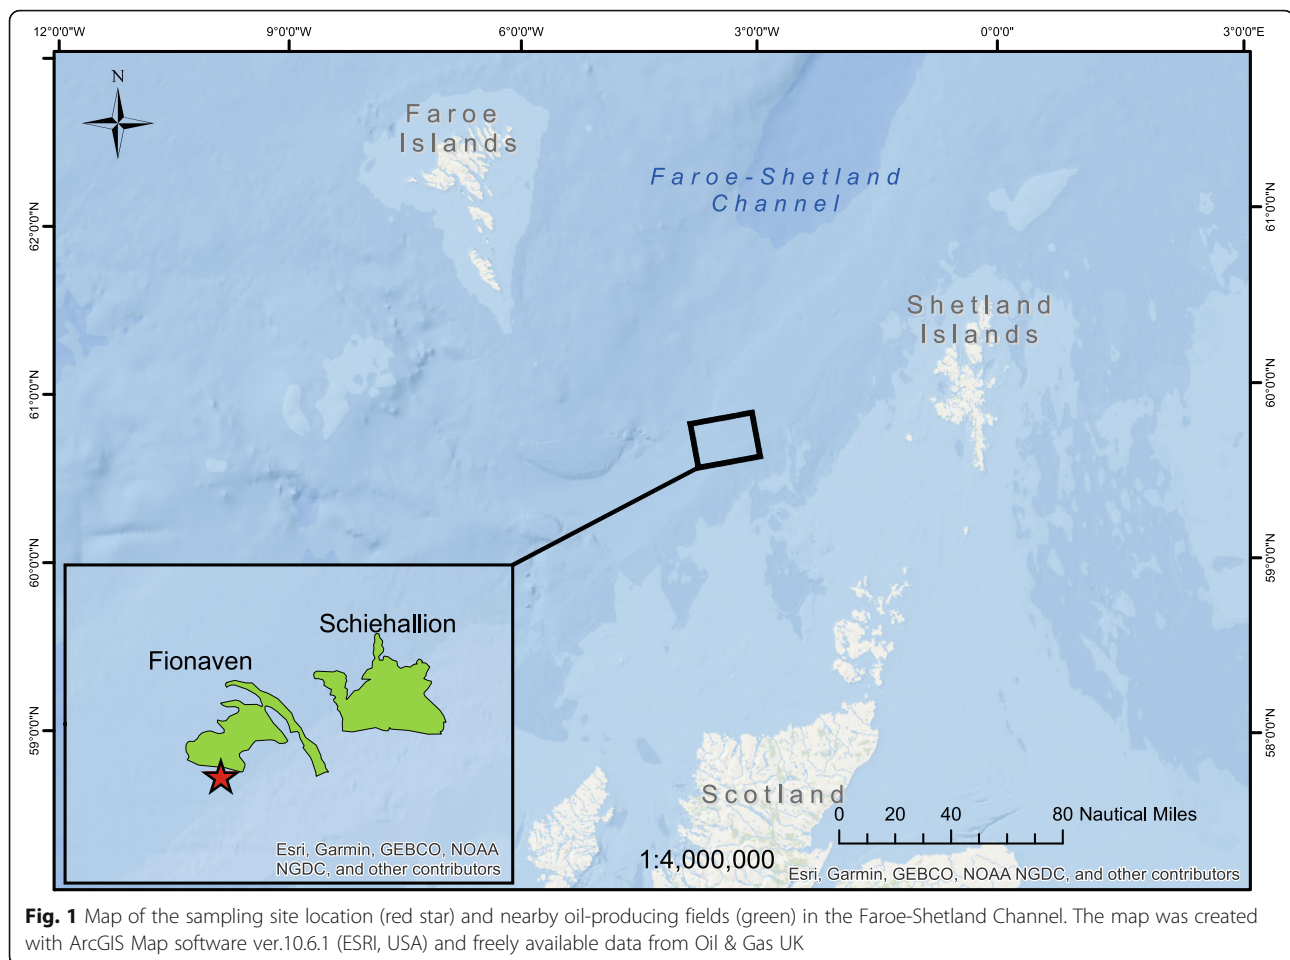 12°0'0"W 9°0'0"W 6°0'0"W 3°0'0"W 0°0'0" 3°0'0"E
N
Faroe
Islands
Faroe-Shetland
Channel
62°0'0"N
61°0'0"N
Shetland
Islands
61°0'0"N
60°0'0"N
60°0'0"N
59°0'0"N
Schiehallion
Fionaven
59°0'0"N
58°0'0"N
Scotland
0 20 40 80 Nautical Miles
Esri, Garmin, GEBCO, NOAA
NGDC, and other contributors
1:4,000,000
Esri, Garmin, GEBCO, NOAA NGDC, and other contributors
Fig. 1 Map of the sampling site location (red star) and nearby oil-producing fields (green) in the Faroe-Shetland Channel. The map was created
with ArcGIS Map software ver.10.6.1 (ESRI, USA) and freely available data from Oil & Gas UK